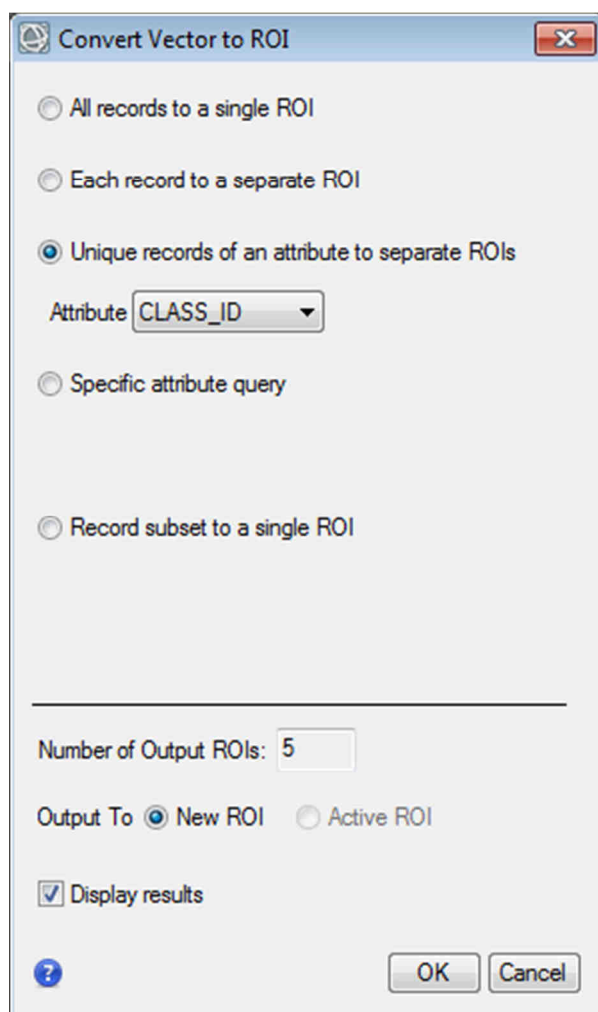 Convert Vector to ROI
All records to a single ROI
Each record to a separate ROI
Unique records of an attribute to separate ROIs
Attribute CLASS_ID
Specific attribute query
Record subset to a single ROI
Number of Output ROIs: 5
Output To New ROI Active ROI
Display results
? OK Cancel